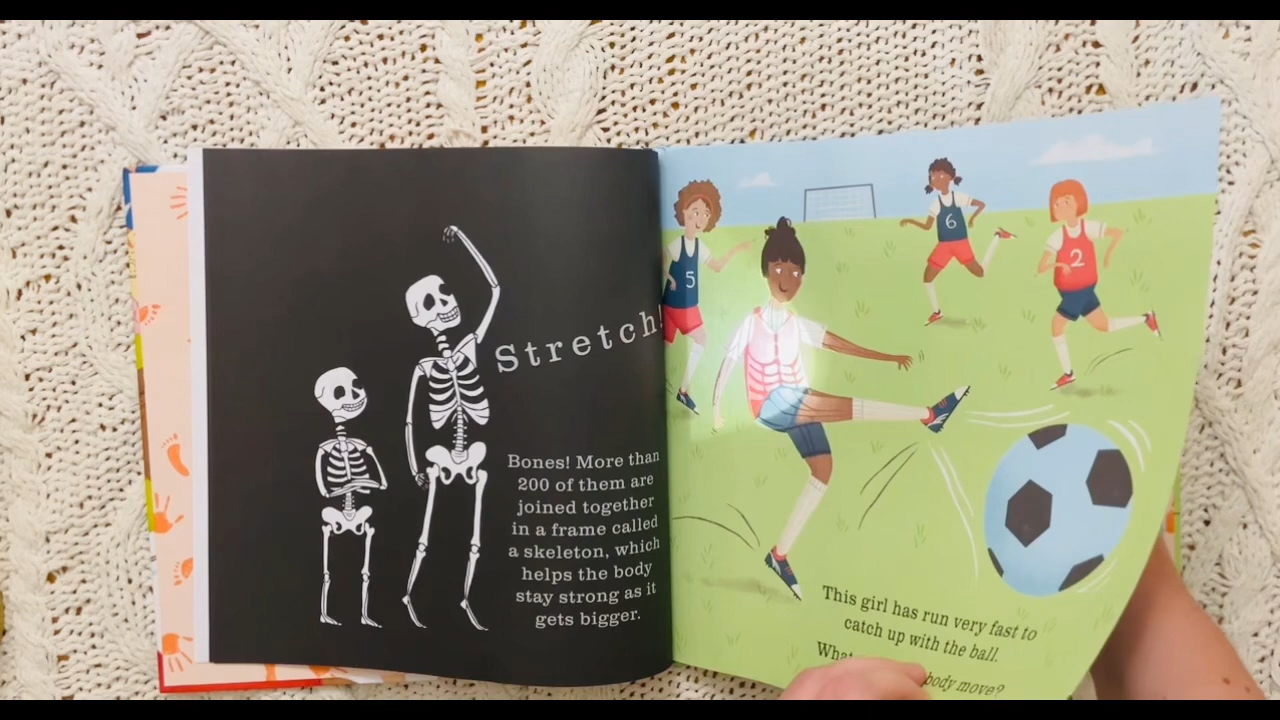 Stretch!
Bones! More than
200 of them are
joined together
in a frame called
a skeleton, which
helps the body
stay strong as it
gets bigger.
5
6
2
This girl has run very fast to
catch up with the ball.
body move?